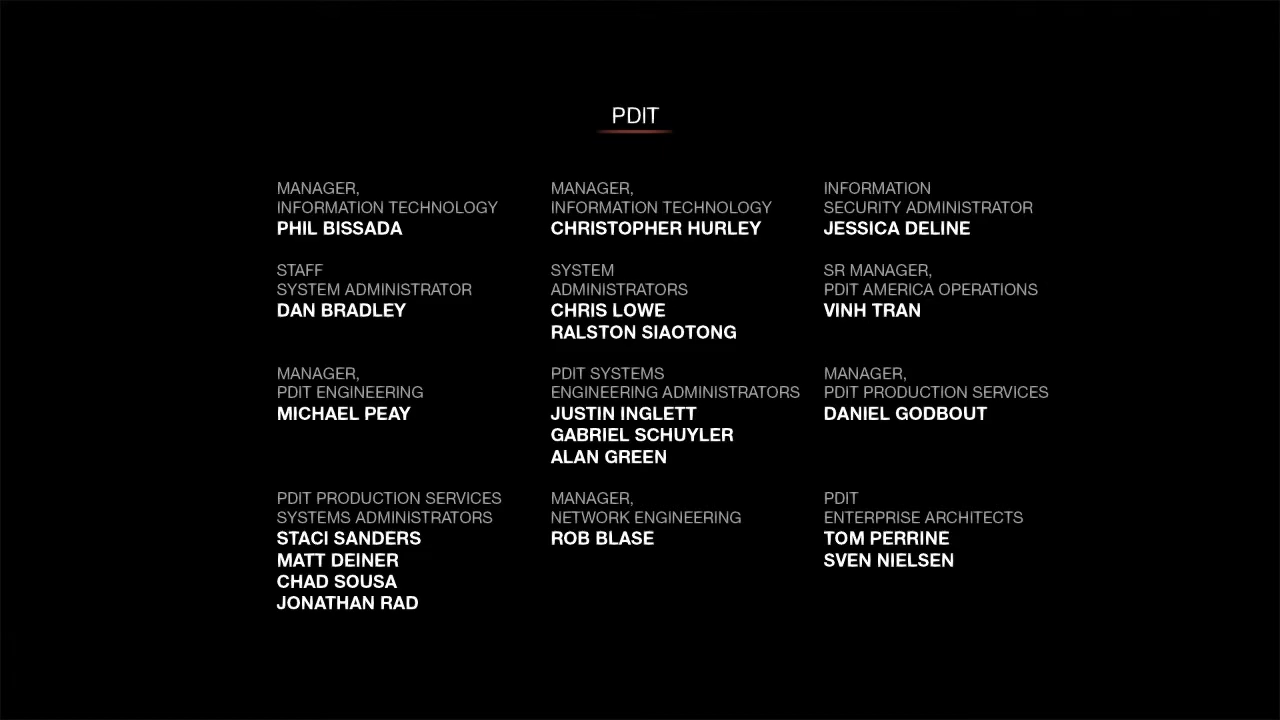 PDIT
MANAGER,
INFORMATION TECHNOLOGY
PHIL BISSADA
MANAGER,
INFORMATION TECHNOLOGY
CHRISTOPHER HURLEY
INFORMATION
SECURITY ADMINISTRATOR
JESSICA DELINE
STAFF
SYSTEM ADMINISTRATOR
DAN BRADLEY
SYSTEM
ADMINISTRATORS
CHRIS LOWE
RALSTON SIAOTONG
SR MANAGER,
PDIT AMERICA OPERATIONS
VINH TRAN
MANAGER,
PDIT ENGINEERING
MICHAEL PEAY
PDIT SYSTEMS
ENGINEERING ADMINISTRATORS
JUSTIN INGLETT
GABRIEL SCHUYLER
ALAN GREEN
MANAGER,
PDIT PRODUCTION SERVICES
DANIEL GODBOUT
PDIT PRODUCTION SERVICES
SYSTEMS ADMINISTRATORS
STACI SANDERS
MATT DEINER
CHAD SOUSA
JONATHAN RAD
MANAGER,
NETWORK ENGINEERING
ROB BLASE
PDIT
ENTERPRISE ARCHITECTS
TOM PERRINE
SVEN NIELSEN